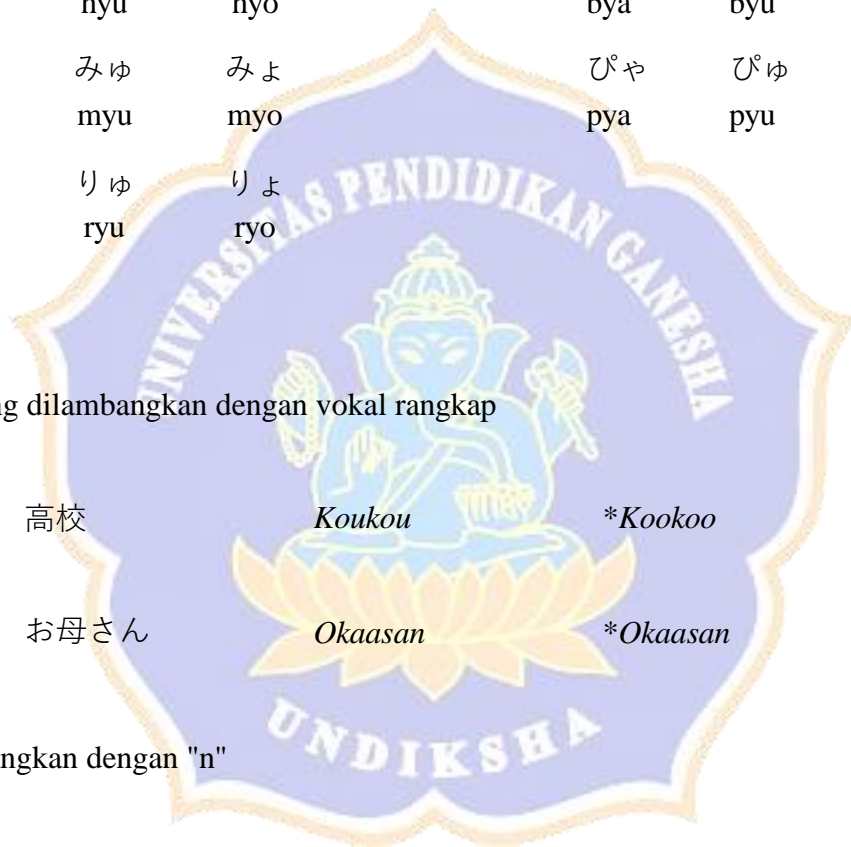 nyu nyo bya byu
みゅ みょ ぴゃ ぴゅ
myu myo pya pyu
りゅ りょ
ryu ryo
UNIVERSITAS PENDIDIKAN GANESHA
dilambangkan dengan vokal rangkap
高校 Koukou *Kookoo
お母さん Okaasan *Okaasan
UNDIKSHA
dengan "n"